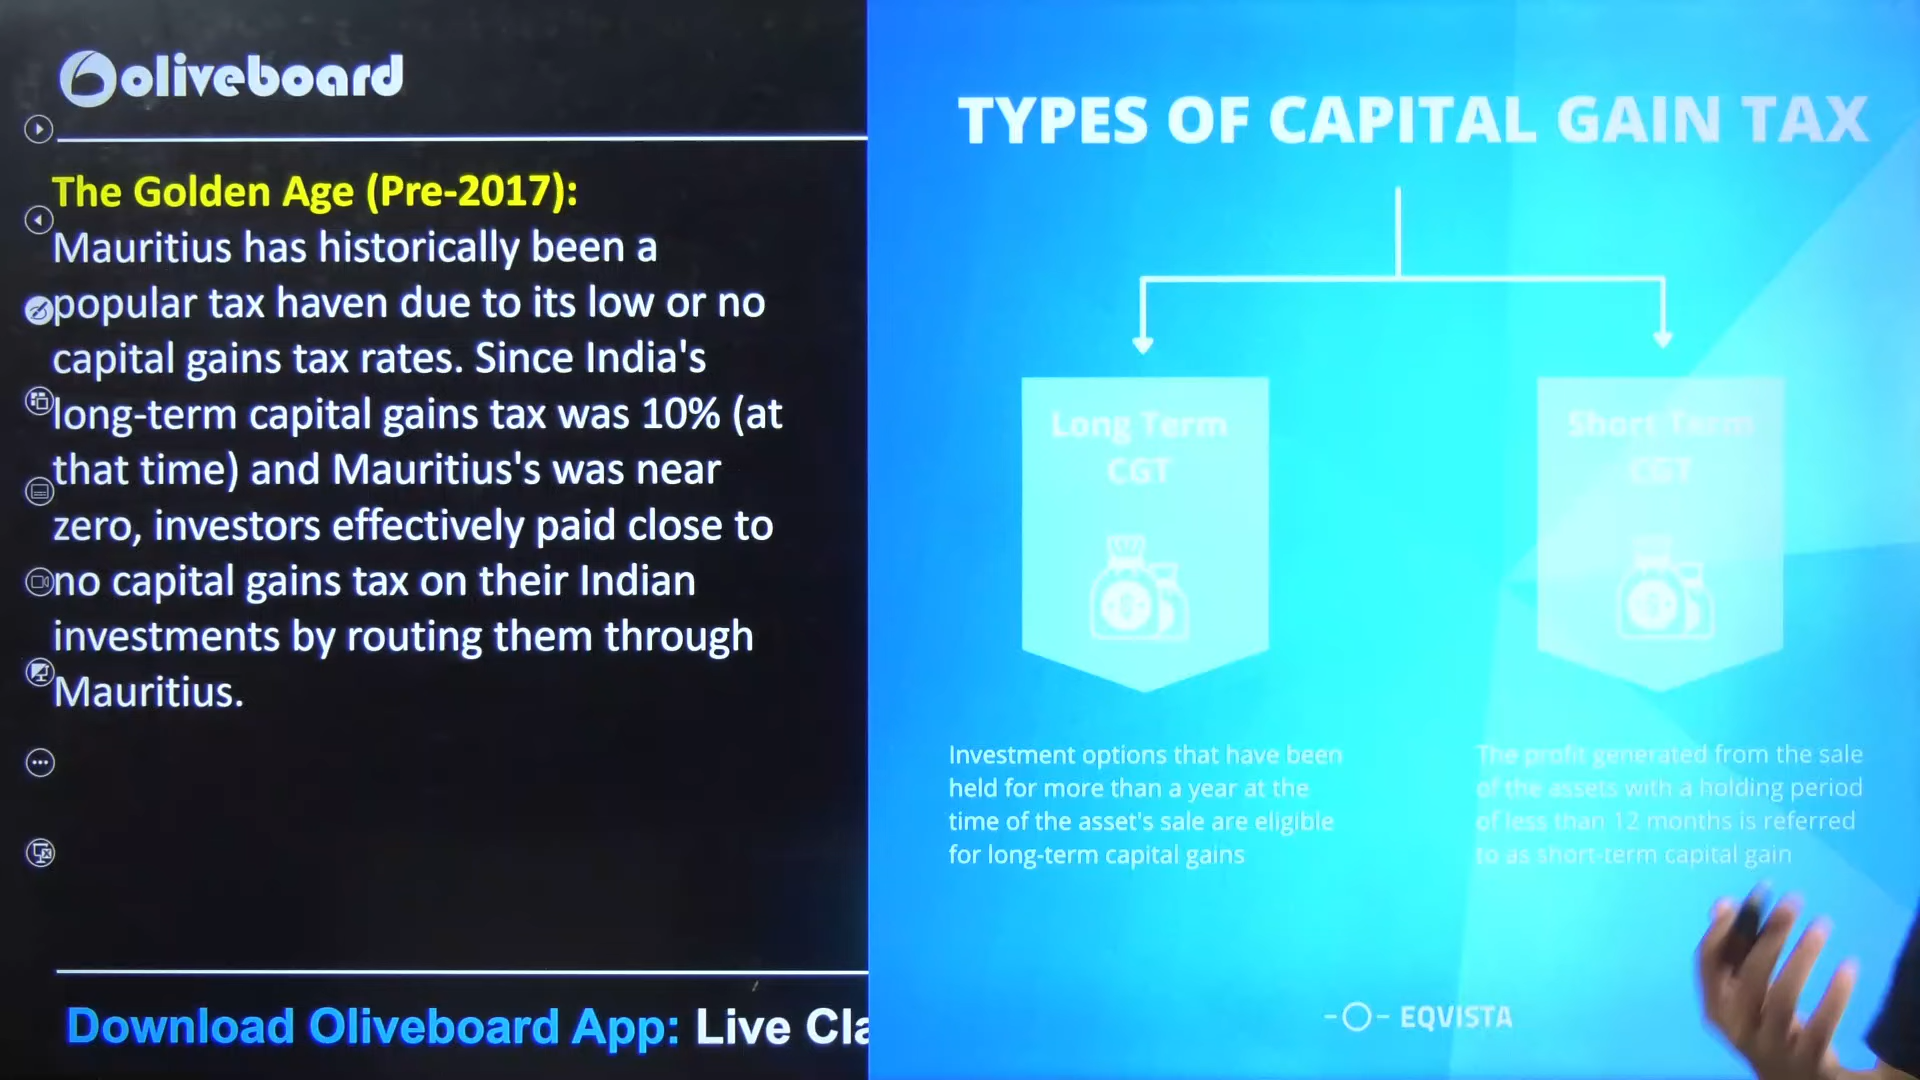 oliveboard
The Golden Age (Pre-2017):
Mauritius has historically been a
popular tax haven due to its low or no
capital gains tax rates. Since India's
long-term capital gains tax was 10% (at
that time) and Mauritius's was near
zero, investors effectively paid close to
no capital gains tax on their Indian
investments by routing them through
Mauritius.
Download Oliveboard App: Live Cla
TYPES OF CAPITAL GAIN TAX
Long Term
CGT
Short Term
CGT
Investment options that have been
held for more than a year at the
time of the asset's sale are eligible
for long-term capital gains
The profit generated from the sale
of the assets with a holding period
of less than 12 months is referred
to as short-term capital gain
EQVISTA